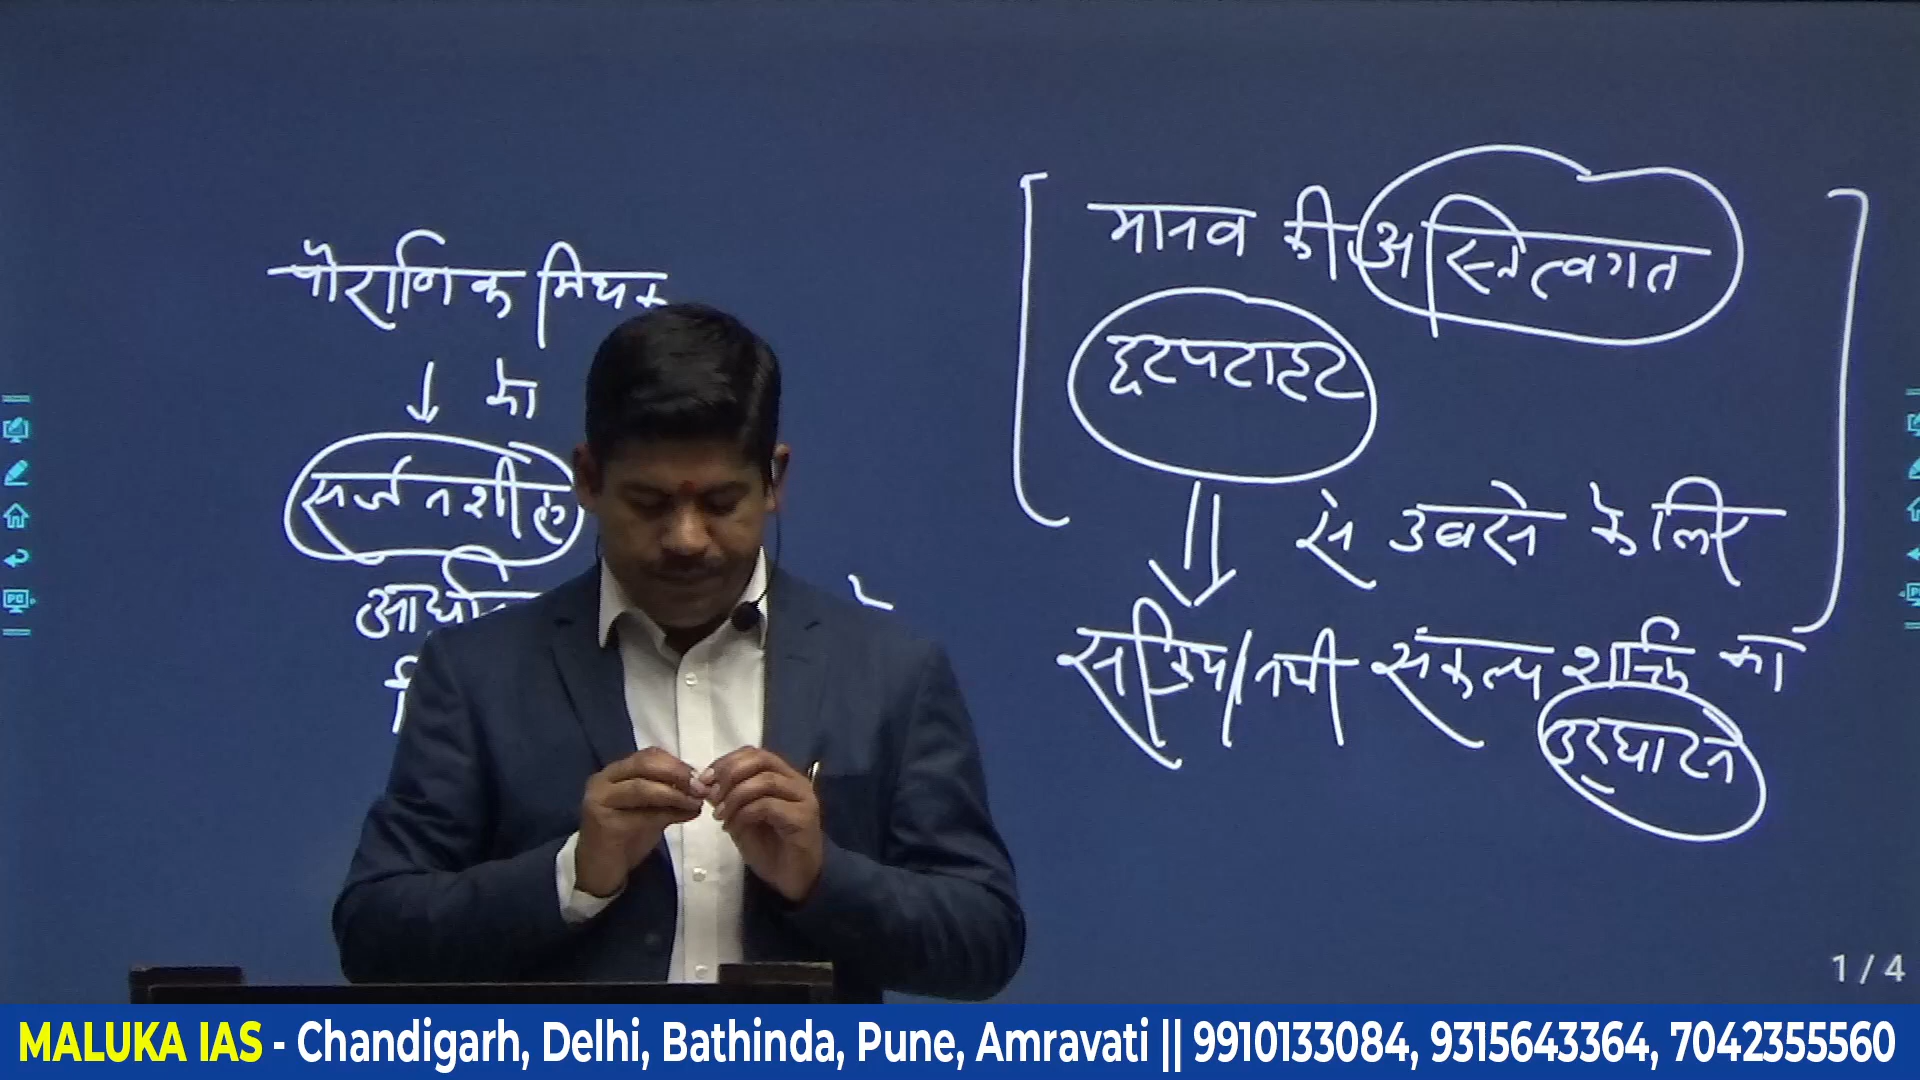 पौराणिक मिथक
↓ को
सर्जनशील
मानव की अस्तित्वगत
छटपटाहट
से उबरने के लिए
सक्रिय/नयी संकल्प शक्ति का
उद्घाटन
1 / 4
MALUKA IAS - Chandigarh, Delhi, Bathinda, Pune, Amravati || 9910133084, 9315643364, 7042355560